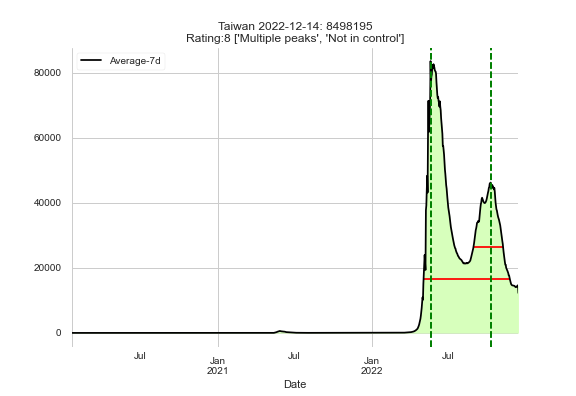 Taiwan 2022-12-14: 8498195
Rating:8 ['Multiple peaks', 'Not in control']
Average-7d
80000
60000
40000
20000
0
Jul
Jan
2021
Jul
Jan
2022
Jul
Date